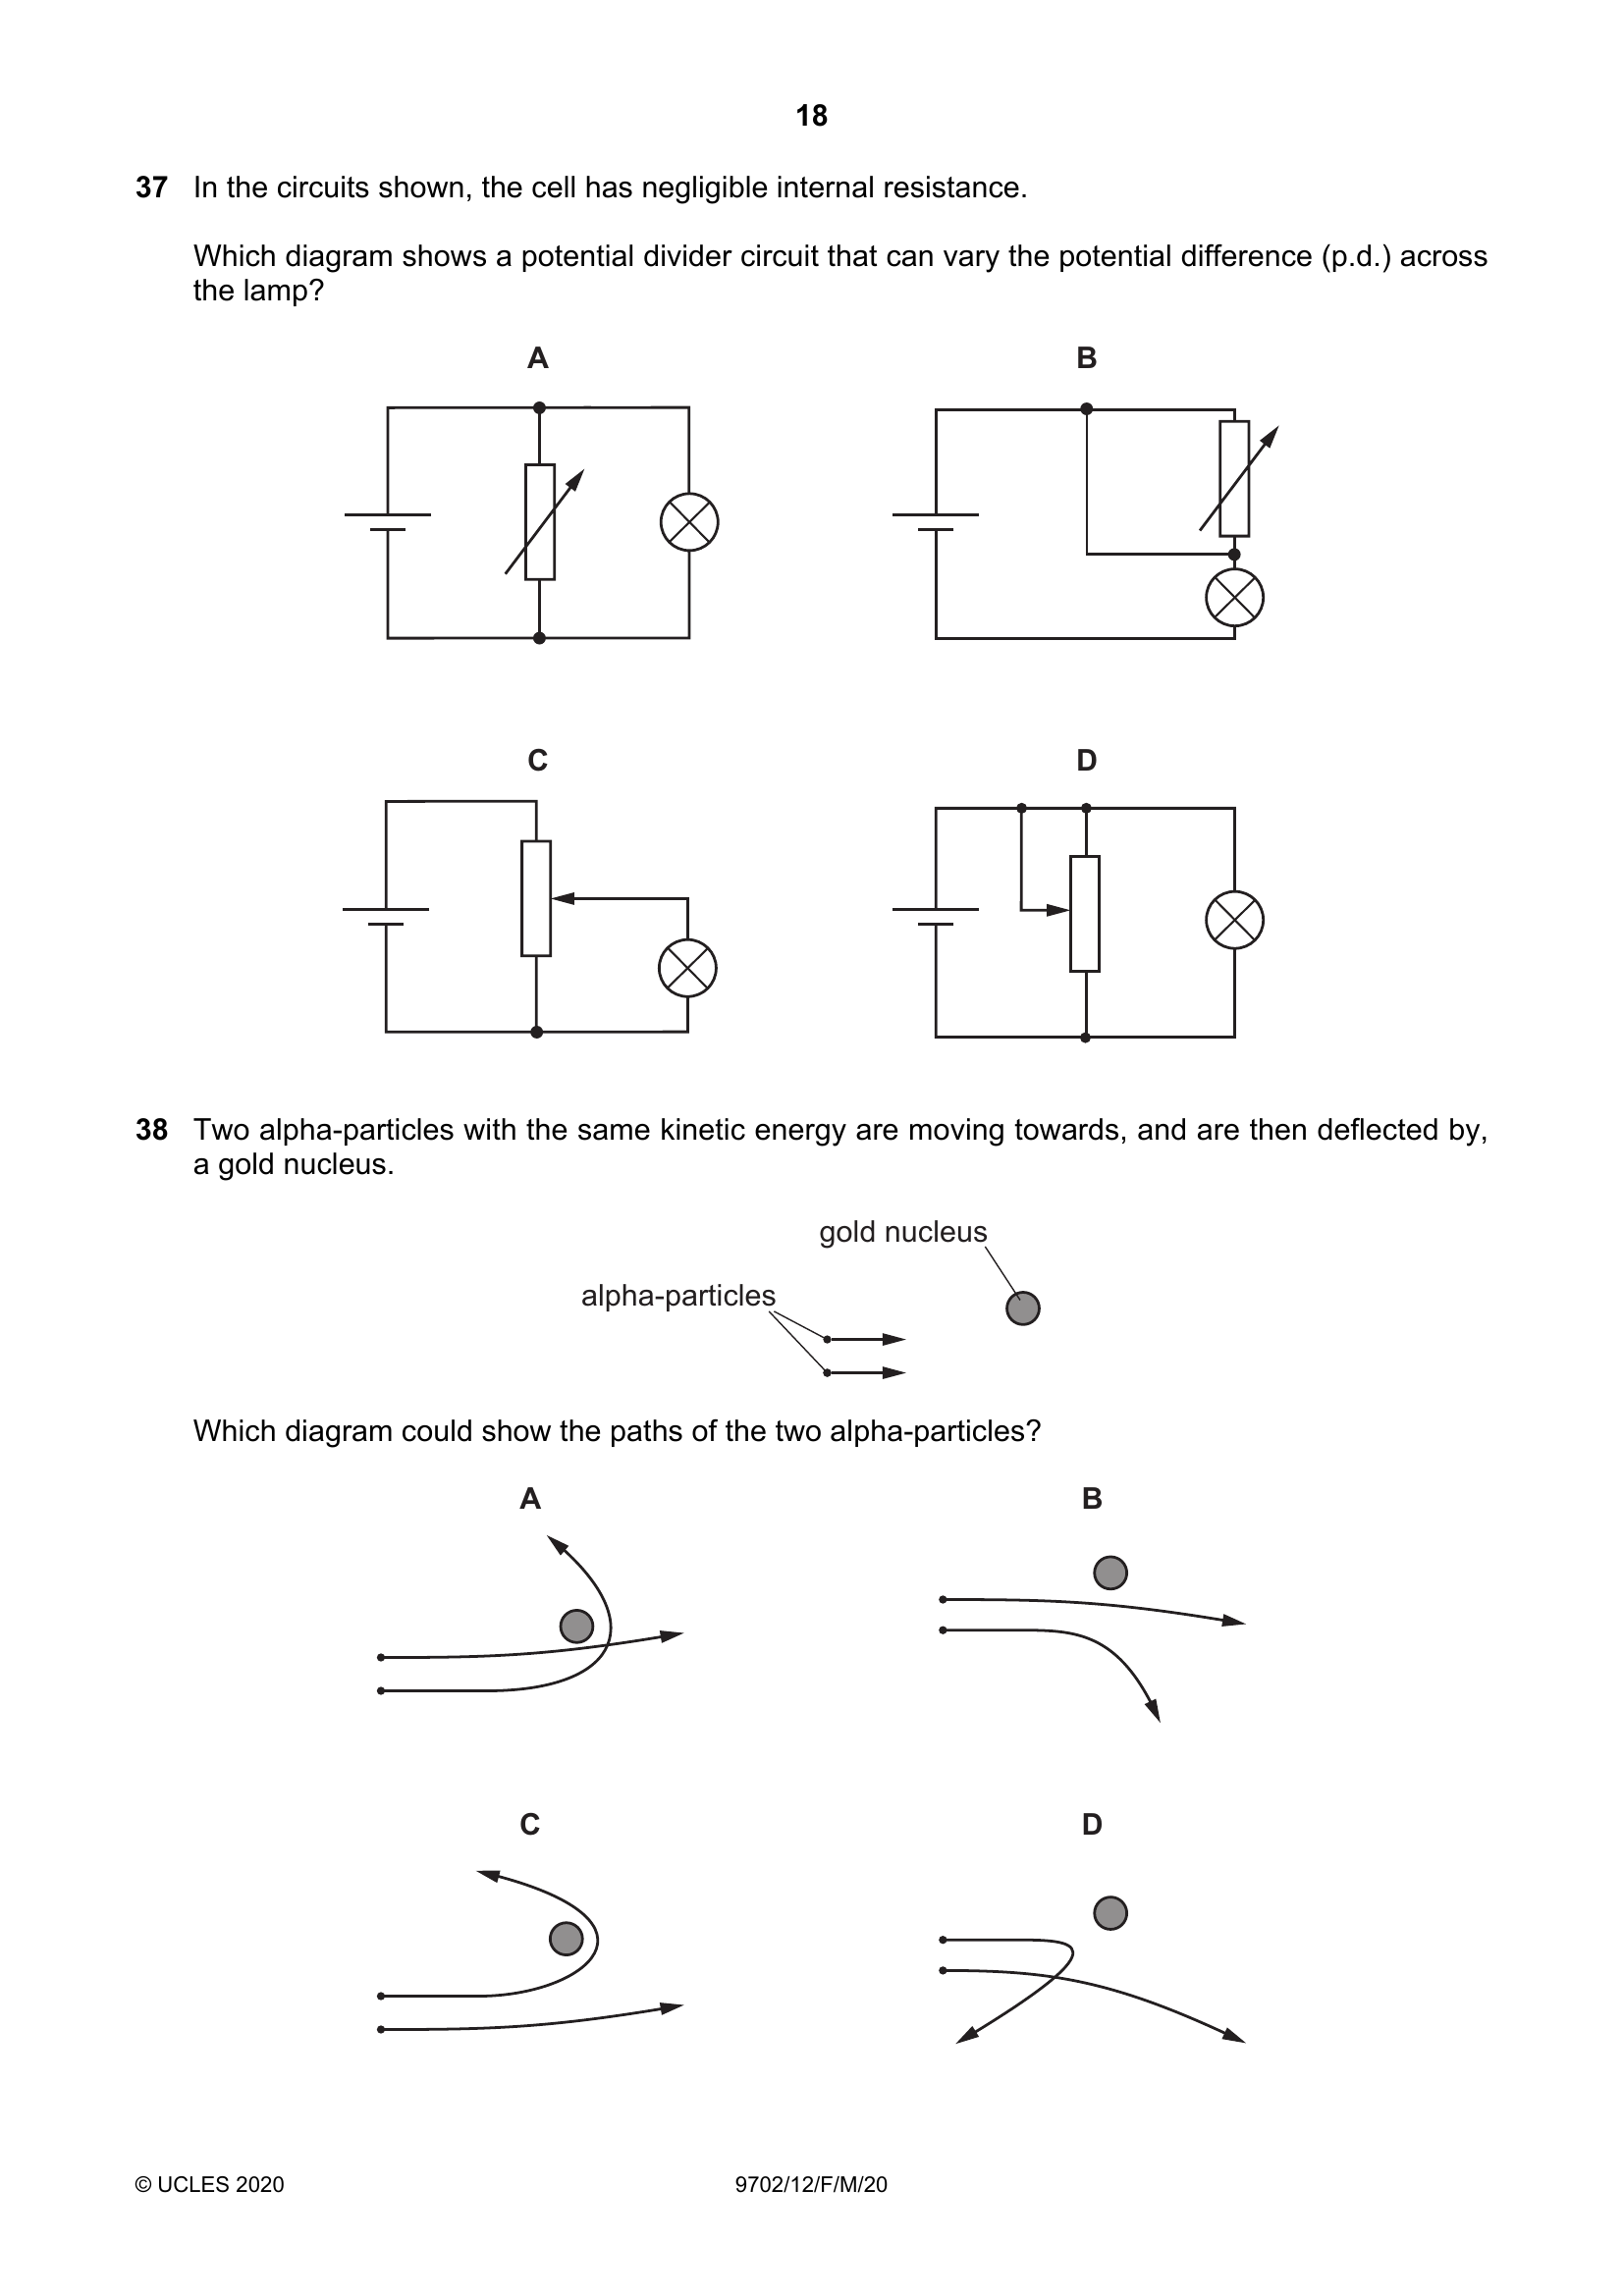 18
37 In the circuits shown, the cell has negligible internal resistance.
Which diagram shows a potential divider circuit that can vary the potential difference (p.d.) across
the lamp?
A
B
C
D
38 Two alpha-particles with the same kinetic energy are moving towards, and are then deflected by,
a gold nucleus.
gold nucleus
alpha-particles
Which diagram could show the paths of the two alpha-particles?
A
B
C
D
© UCLES 2020
9702/12/F/M/20